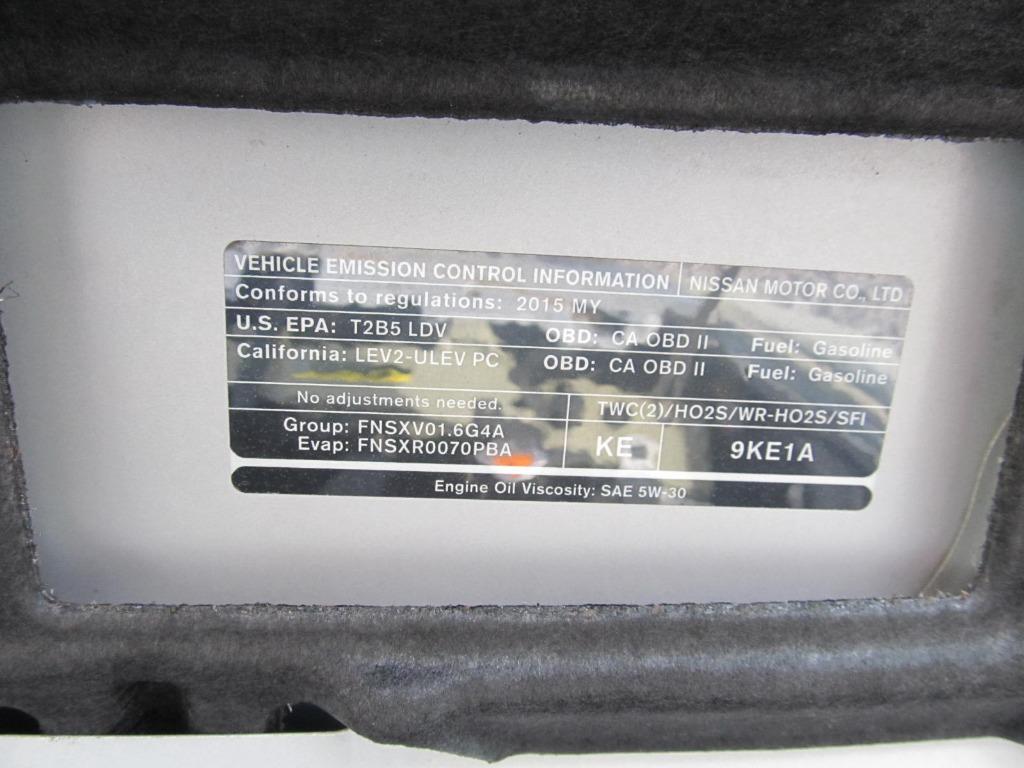 VEHICLE EMISSION CONTROL INFORMATION NISSAN MOTOR CO., LTD
Conforms to regulations: 2015 MY
U.S. EPA: T2B5 LDV OBD: CA OBD II Fuel: Gasoline
California: LEV2-ULEV PC OBD: CA OBD II Fuel: Gasoline
No adjustments needed. TWC(2)/HO2S/WR-HO2S/SFI
Group: FNSXV01.6G4A
Evap: FNSXR0070PBA KE 9KE1A
Engine Oil Viscosity: SAE 5W-30